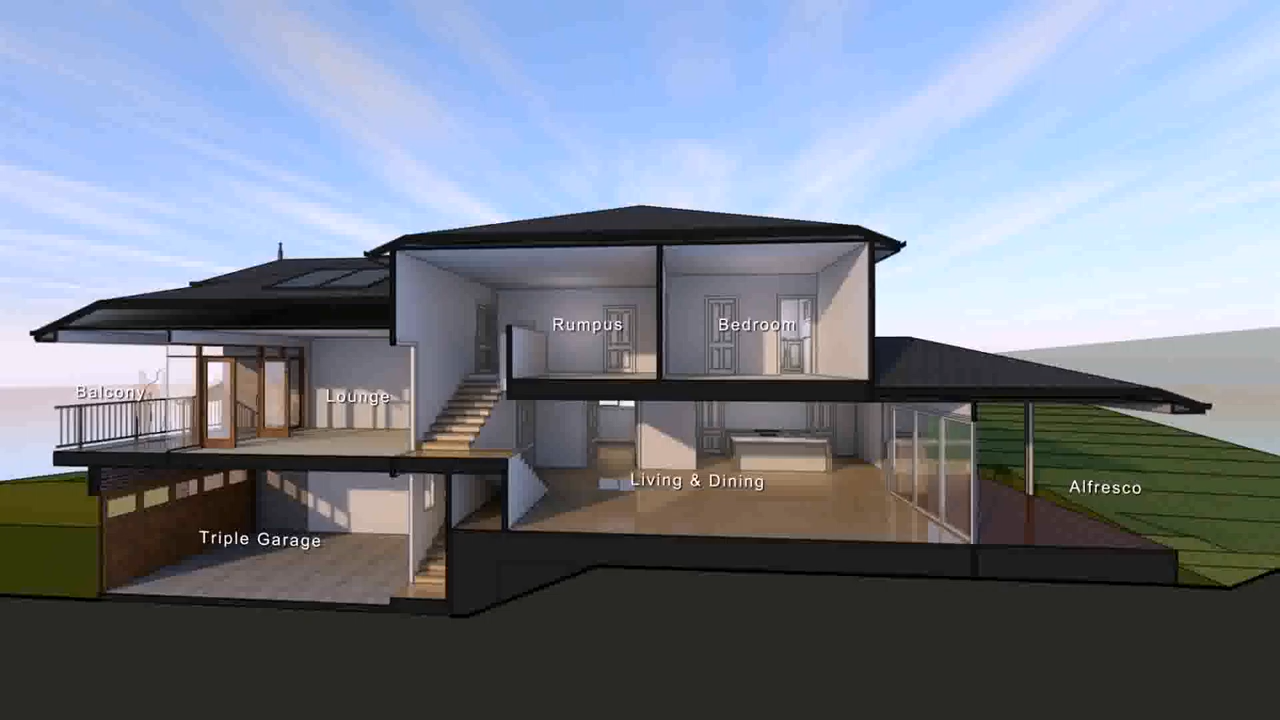 Rumpus
Bedroom
Balcony
Lounge
Living & Dining
Alfresco
Triple Garage